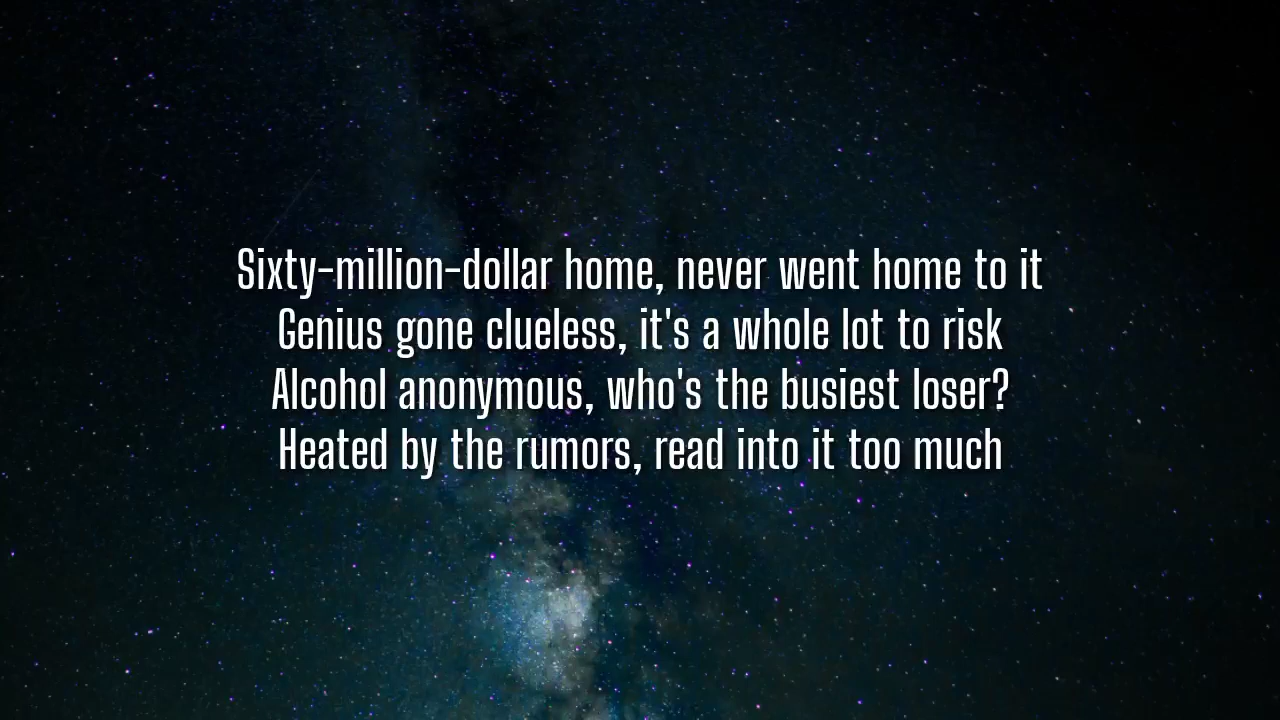 Sixty-million-dollar home, never went home to it
Genius gone clueless, it's a whole lot to risk
Alcohol anonymous, who's the busiest loser?
Heated by the rumors, read into it too much